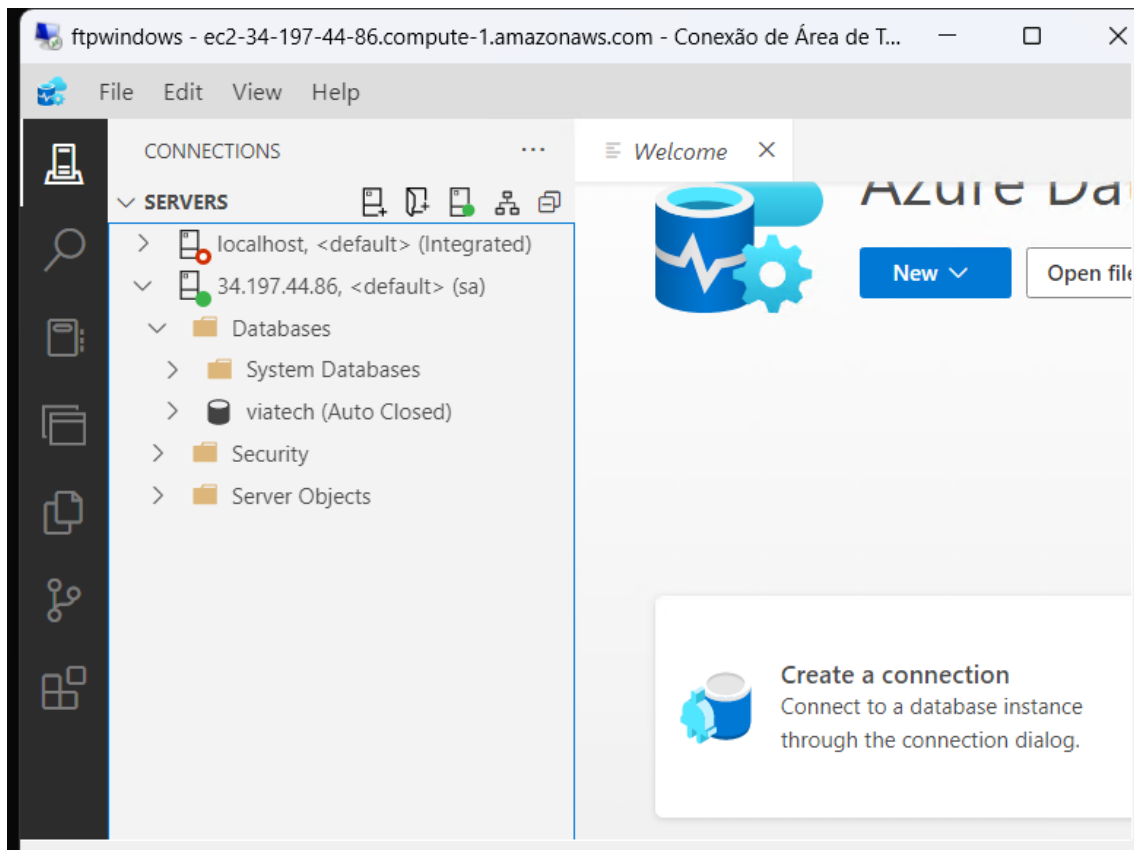 ftpwindows - ec2-34-197-44-86.compute-1.amazonaws.com - Conexão de Área de T...
File Edit View Help
CONNECTIONS
Welcome
SERVERS
localhost, <default> (Integrated)
34.197.44.86, <default> (sa)
Databases
System Databases
viatech (Auto Closed)
Security
Server Objects
Azure Da
New
Open file
Create a connection
Connect to a database instance
through the connection dialog.